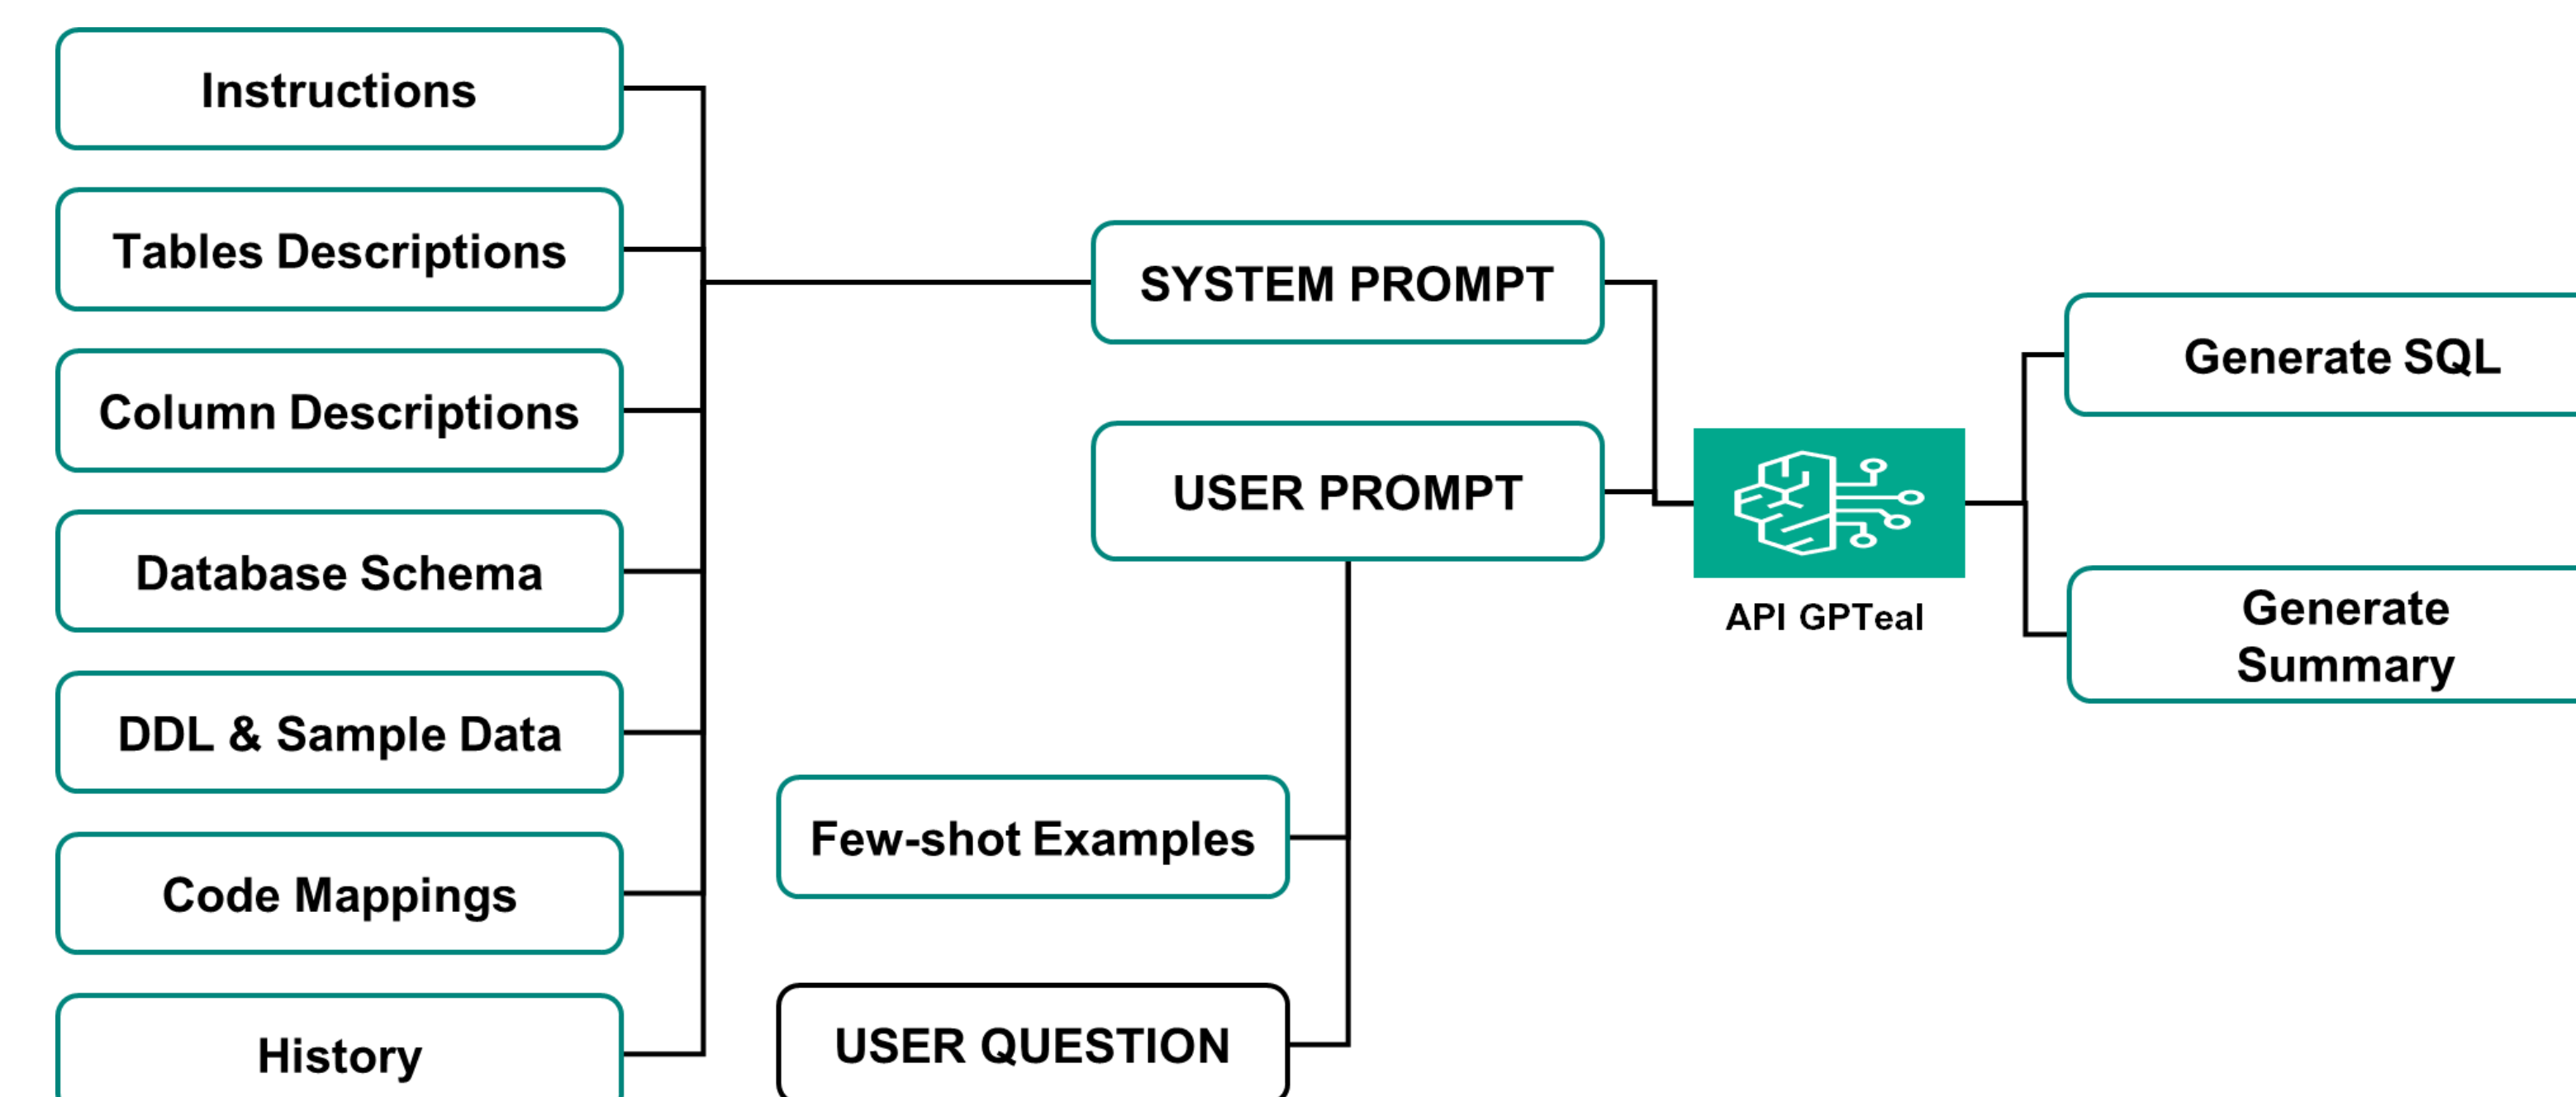 Instructions
Tables Descriptions
Column Descriptions
Database Schema
DDL & Sample Data
Code Mappings
History
SYSTEM PROMPT
USER PROMPT
Few-shot Examples
USER QUESTION
API GPTeal
Generate SQL
Generate
Summary